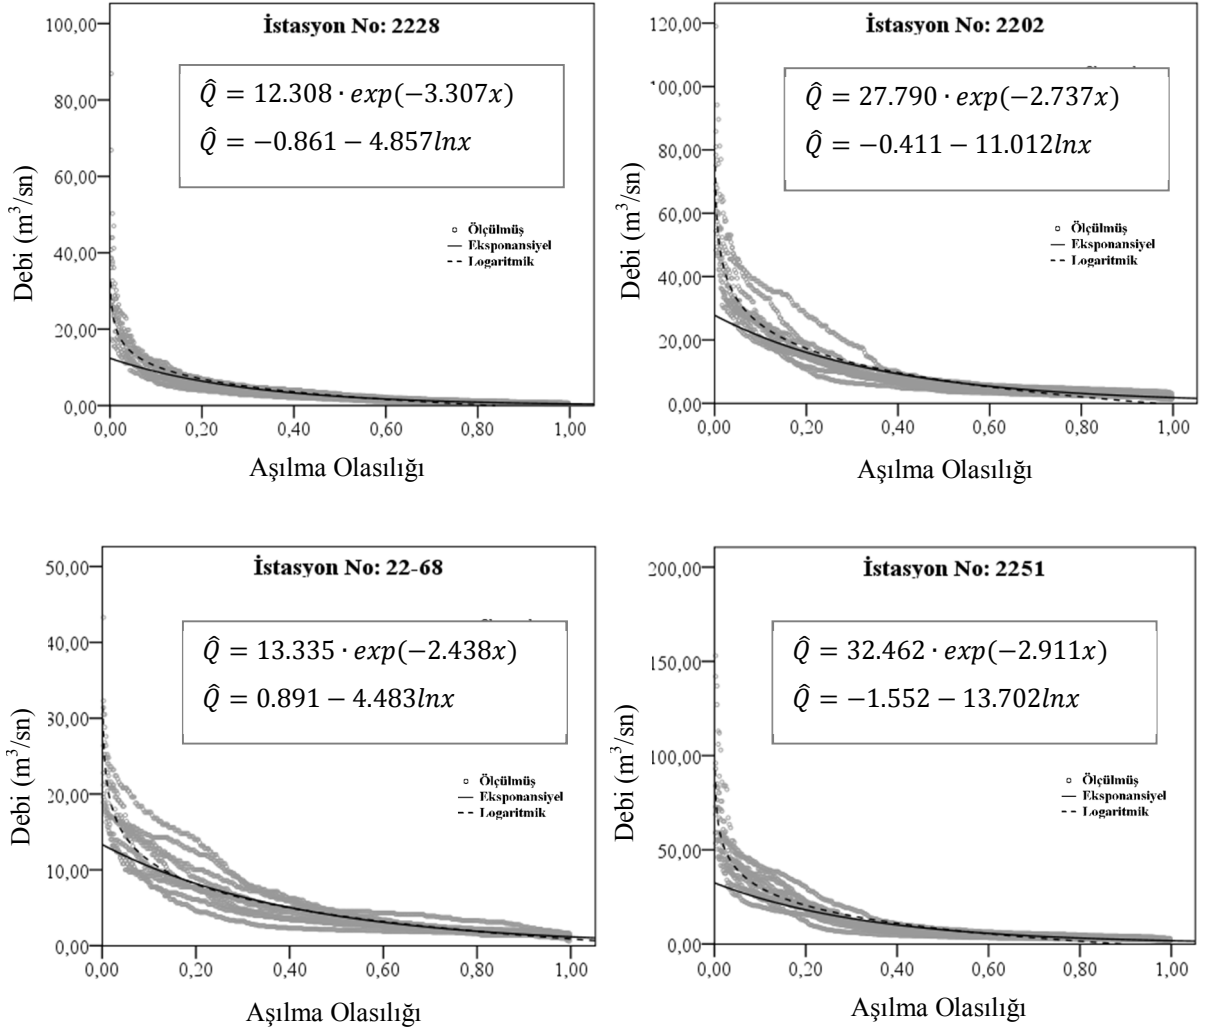 İstasyon No: 2228
Q̂ = 12.308 · exp(−3.307x)
Q̂ = −0.861 − 4.857lnx
Ölçülmüş
Eksponansiyel
Logaritmik
Debi (m³/sn)
100,00
80,00
60,00
40,00
20,00
0,00
0,00 0,20 0,40 0,60 0,80 1,00
Aşılma Olasılığı
İstasyon No: 2202
Q̂ = 27.790 · exp(−2.737x)
Q̂ = −0.411 − 11.012lnx
Ölçülmüş
Eksponansiyel
Logaritmik
Debi (m³/sn)
120,00
100,00
80,00
60,00
40,00
20,00
0,00
0,00 0,20 0,40 0,60 0,80 1,00
Aşılma Olasılığı
İstasyon No: 22-68
Q̂ = 13.335 · exp(−2.438x)
Q̂ = 0.891 − 4.483lnx
Ölçülmüş
Eksponansiyel
Logaritmik
Debi (m³/sn)
50,00
40,00
30,00
20,00
10,00
0,00
0,00 0,20 0,40 0,60 0,80 1,00
Aşılma Olasılığı
İstasyon No: 2251
Q̂ = 32.462 · exp(−2.911x)
Q̂ = −1.552 − 13.702lnx
Ölçülmüş
Eksponansiyel
Logaritmik
Debi (m³/sn)
200,00
150,00
100,00
50,00
0,00
0,00 0,20 0,40 0,60 0,80 1,00
Aşılma Olasılığı